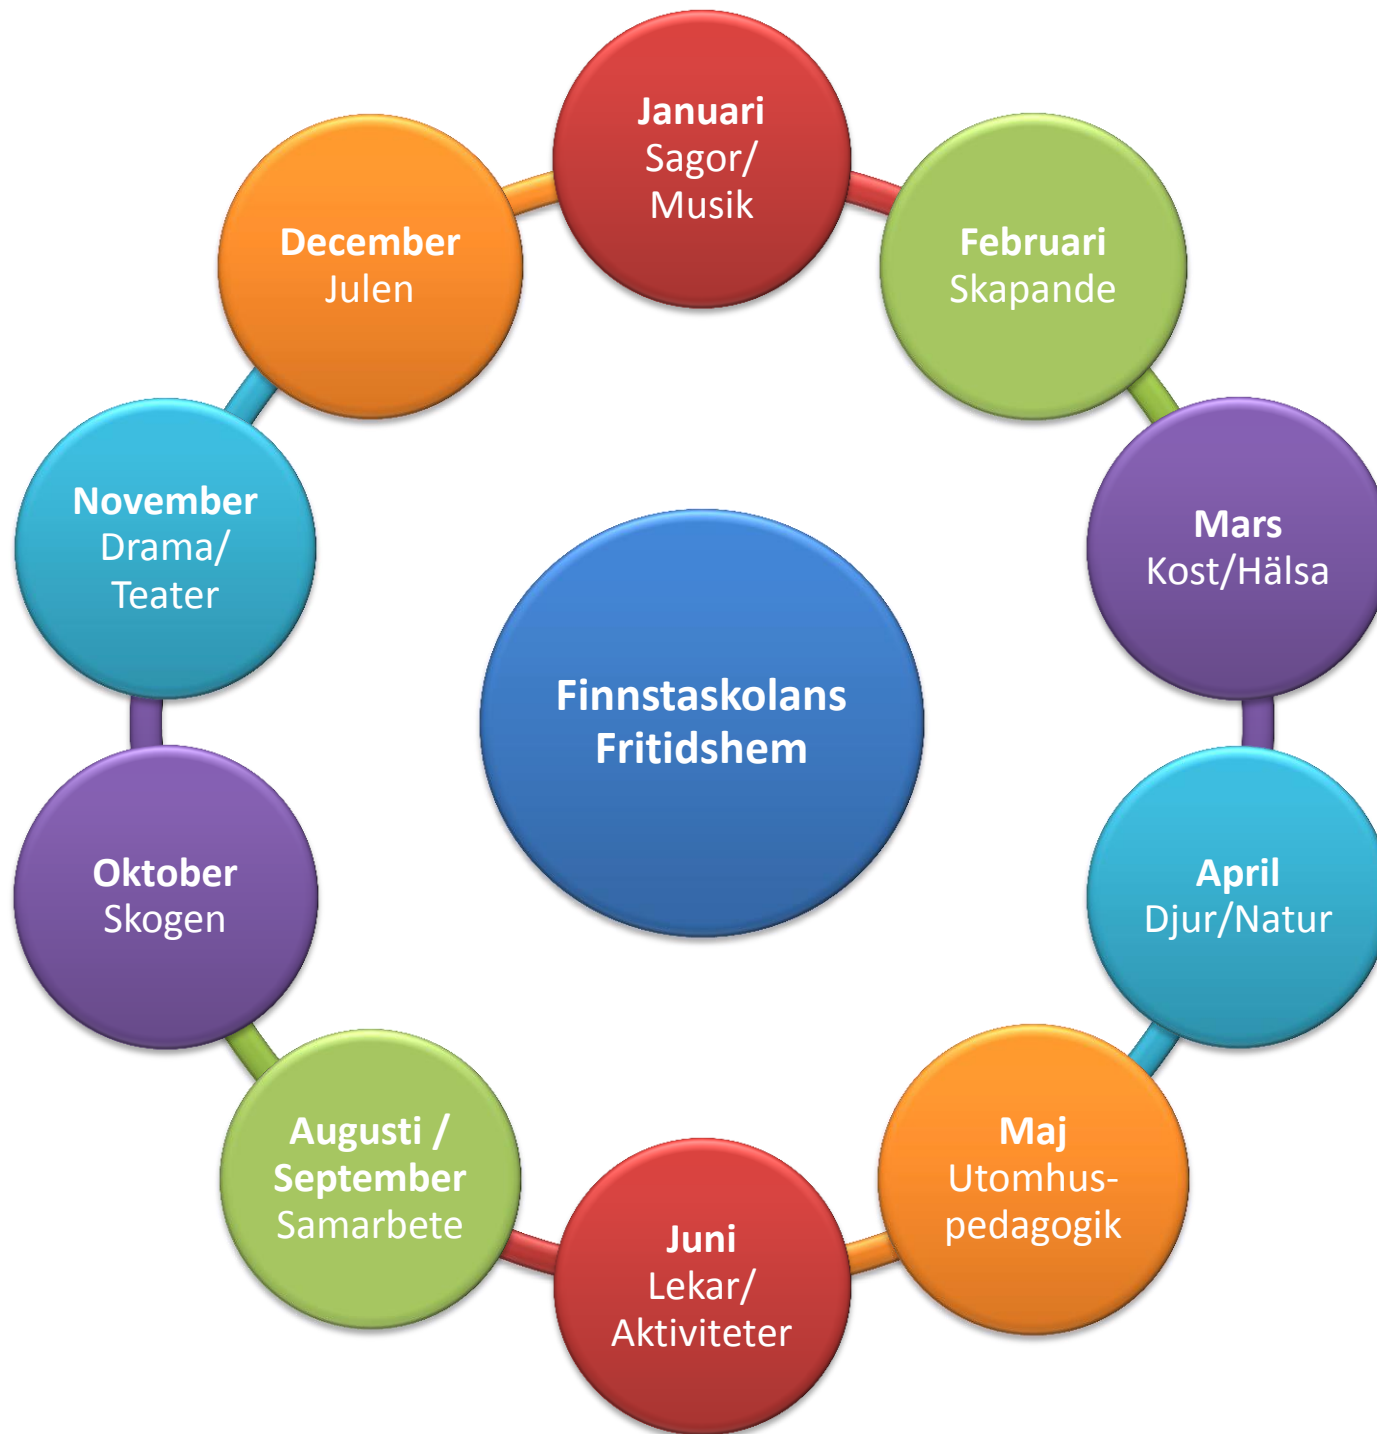 Januari
Sagor/
Musik
Februari
Skapande
Mars
Kost/Hälsa
April
Djur/Natur
Maj
Utomhus-
pedagogik
Juni
Lekar/
Aktiviteter
Augusti /
September
Samarbete
Oktober
Skogen
November
Drama/
Teater
December
Julen
Finnstaskolans
Fritidshem